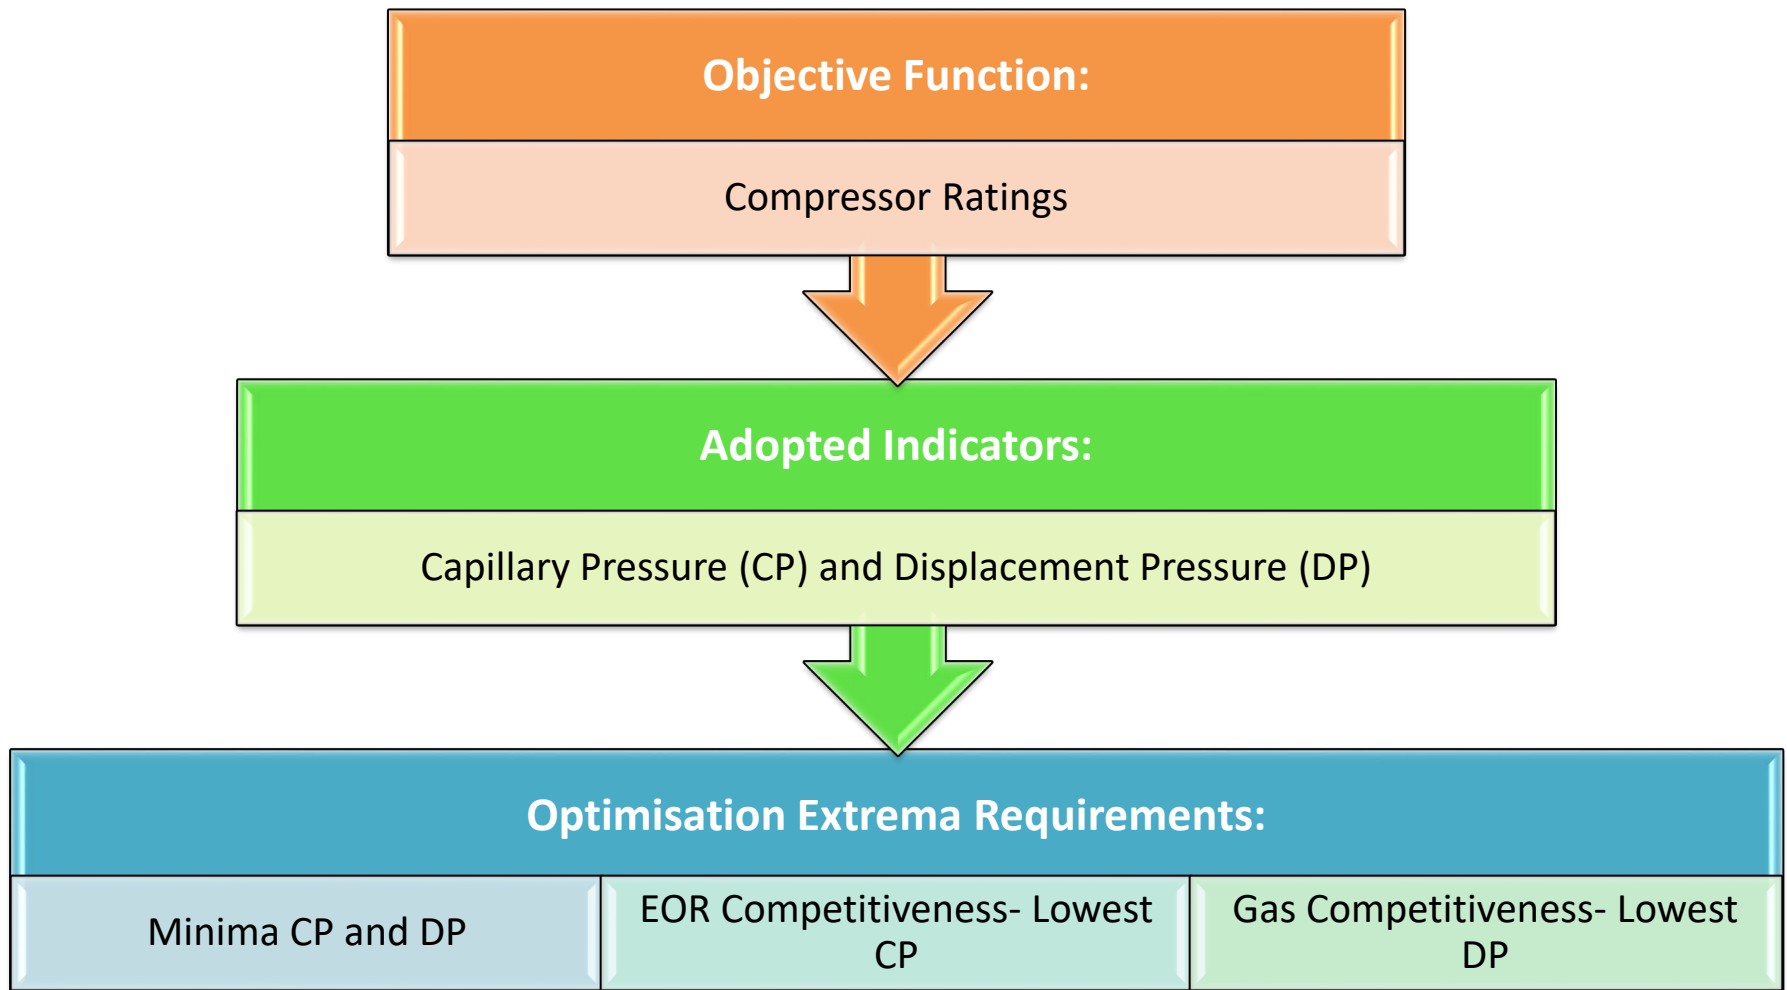 Objective Function:
Compressor Ratings
Adopted Indicators:
Capillary Pressure (CP) and Displacement Pressure (DP)
Optimisation Extrema Requirements:
Minima CP and DP
EOR Competitiveness- Lowest
CP
Gas Competitiveness- Lowest
DP